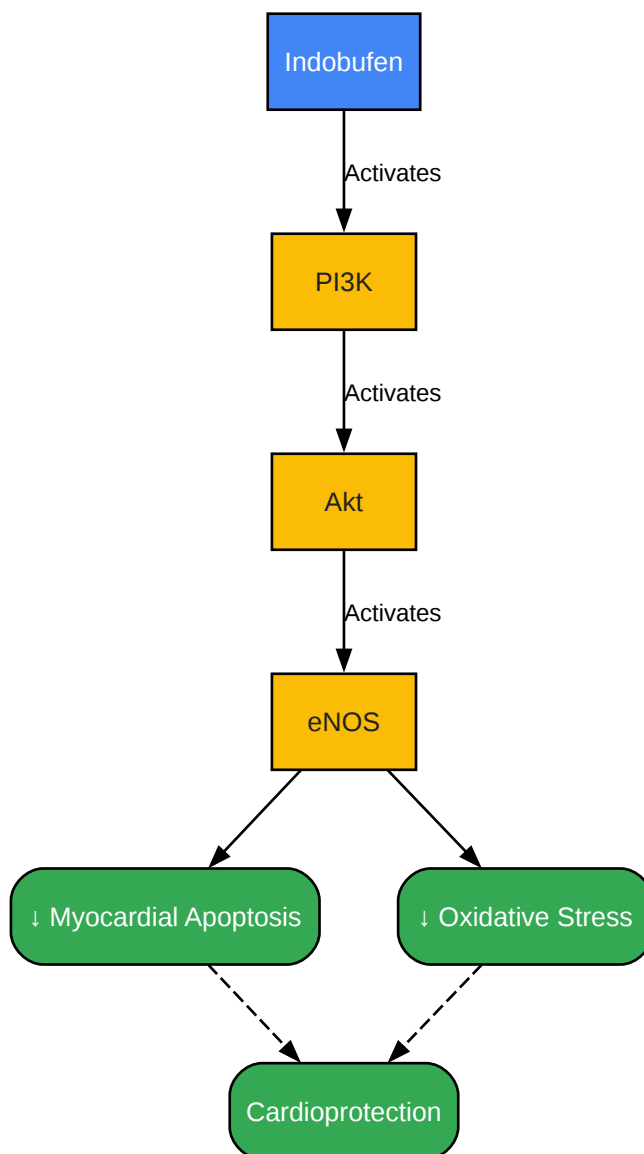 Indobufen
Activates
PI3K
Activates
Akt
Activates
eNOS
↓ Myocardial Apoptosis
↓ Oxidative Stress
Cardioprotection